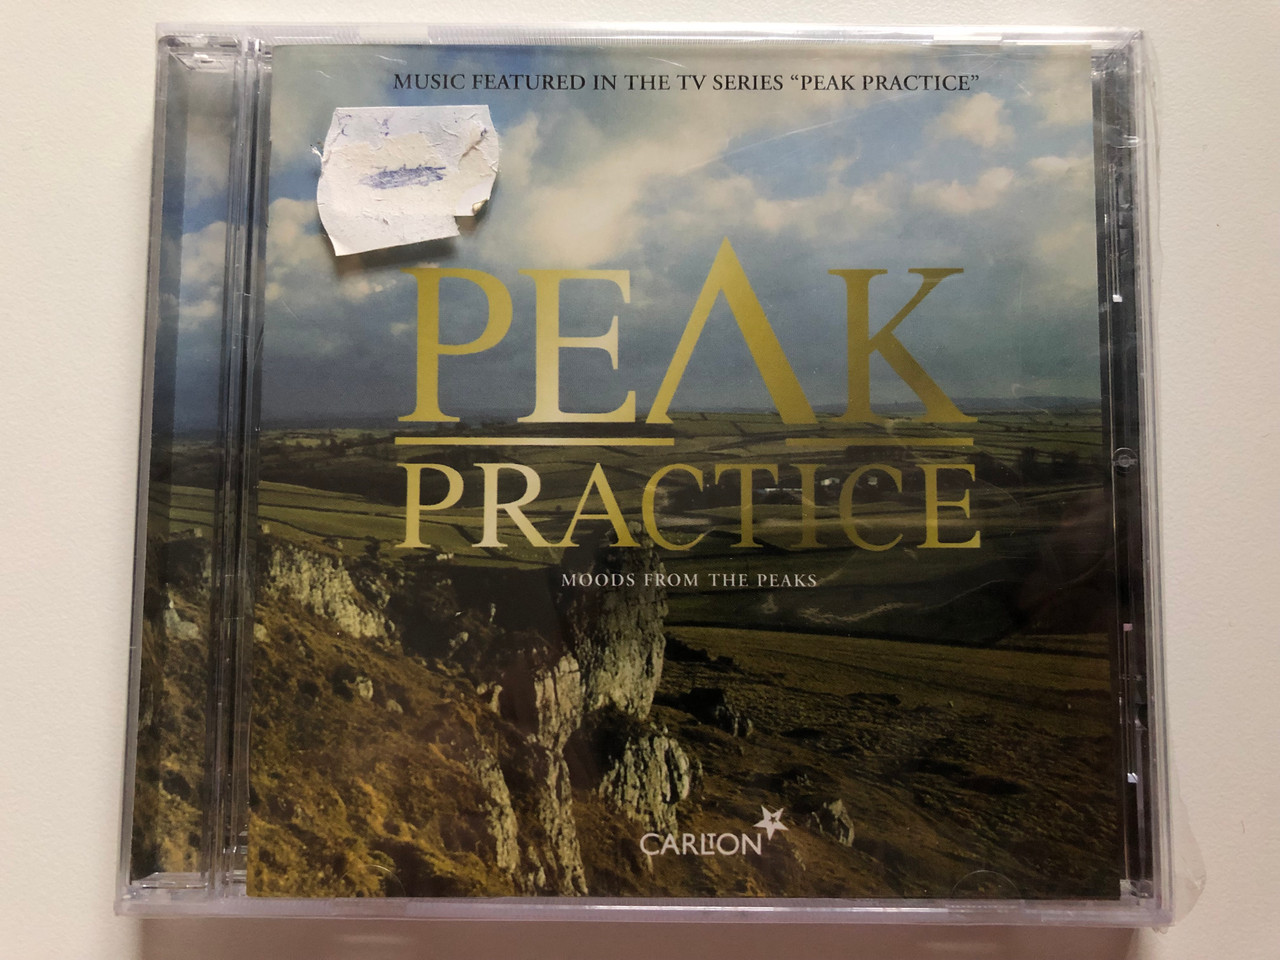 MUSIC FEATURED IN THE TV SERIES “PEAK PRACTICE”
PEAK
PRACTICE
MOODS FROM THE PEAKS
CARLTON